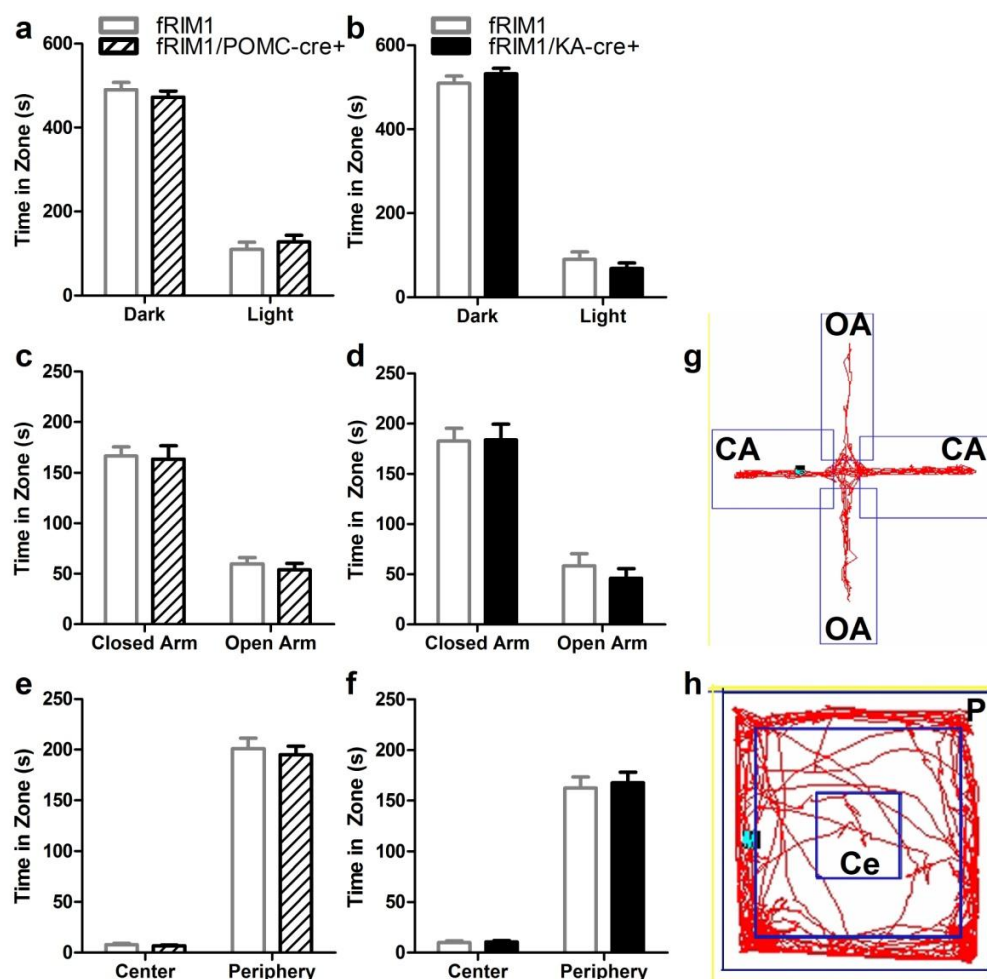 a
fRIM1
fRIM1/POMC-cre+
Time in Zone (s)
600
400
200
0
Dark
Light
b
fRIM1
fRIM1/KA-cre+
Time in Zone (s)
600
400
200
0
Dark
Light
c
Time in Zone (s)
250
200
150
100
50
0
Closed Arm
Open Arm
d
Time in Zone (s)
250
200
150
100
50
0
Closed Arm
Open Arm
g
OA
CA
CA
OA
e
Time in Zone (s)
250
200
150
100
50
0
Center
Periphery
f
Time in Zone (s)
250
200
150
100
50
0
Center
Periphery
h
P
Ce